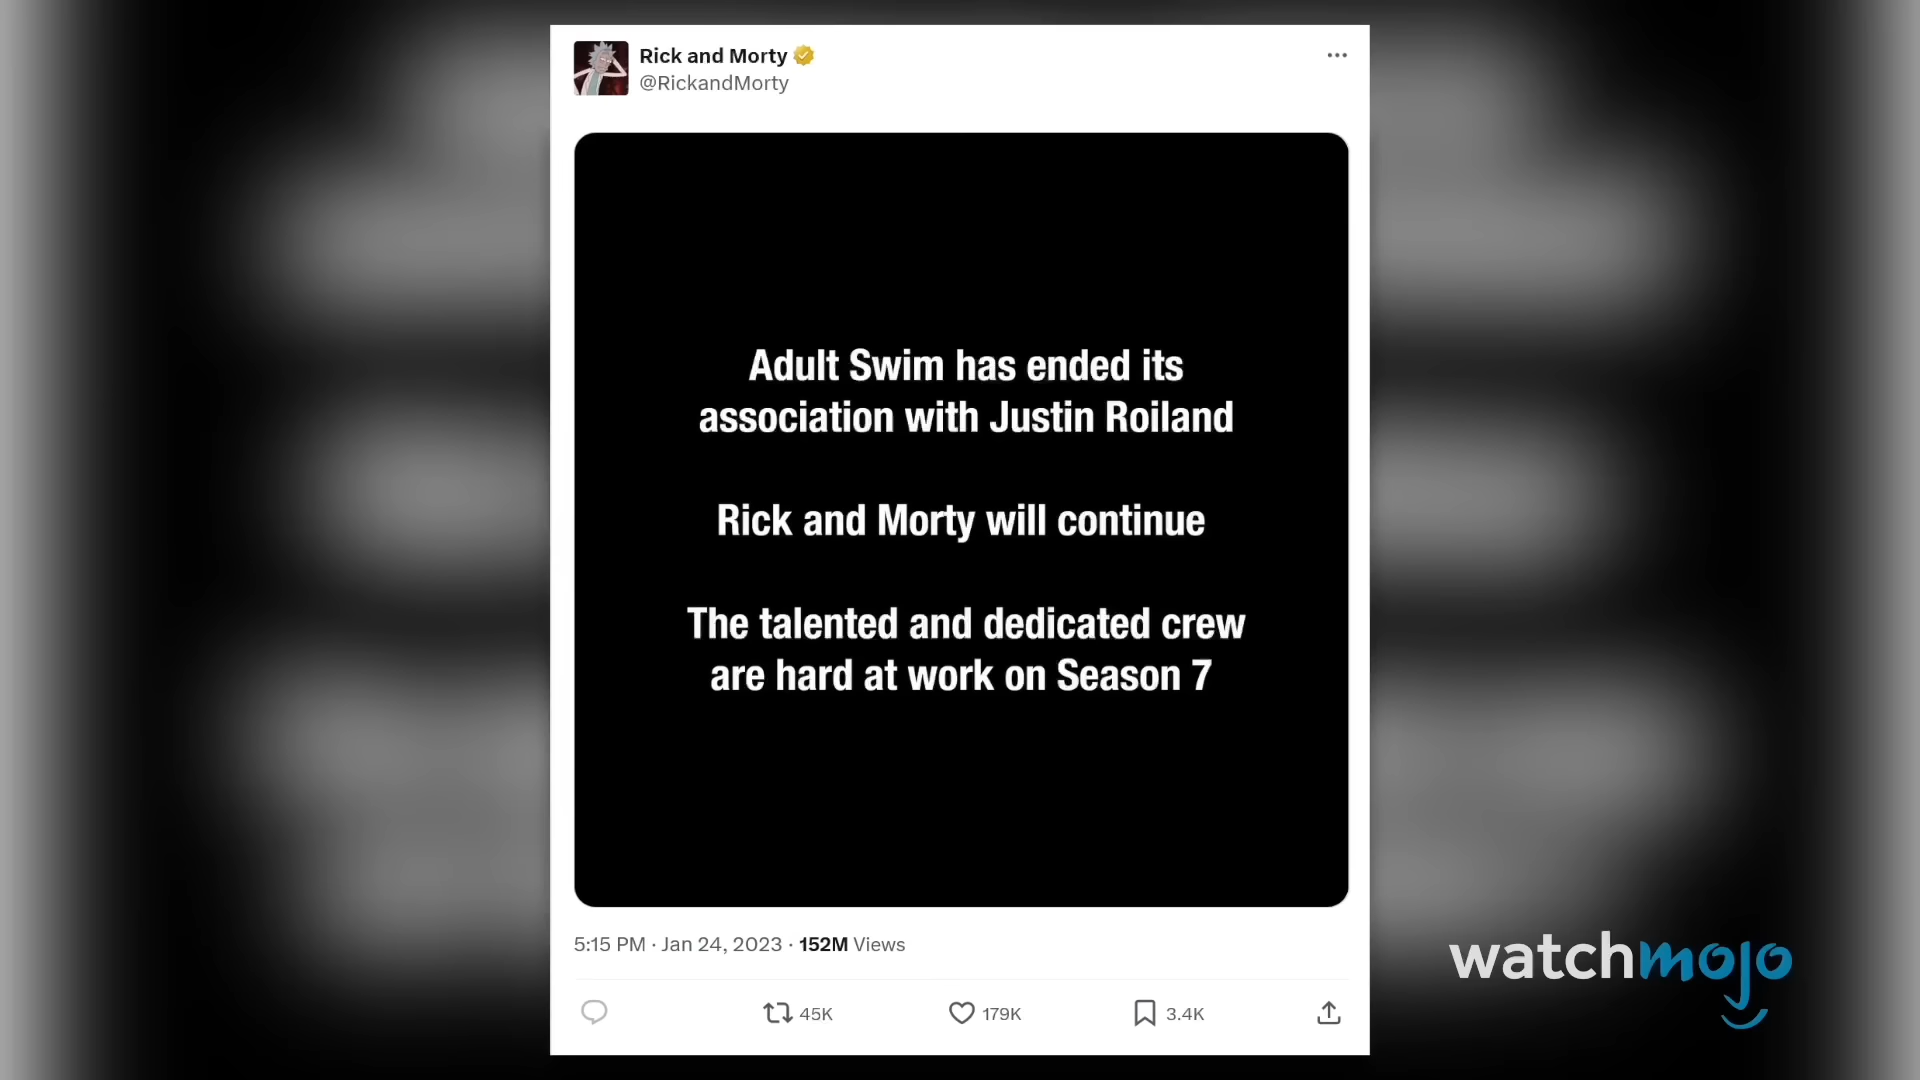 Rick and Morty
@RickandMorty
Adult Swim has ended its
association with Justin Roiland
Rick and Morty will continue
The talented and dedicated crew
are hard at work on Season 7
5:15 PM · Jan 24, 2023 · 152M Views
45K 179K 3.4K
watchmojo